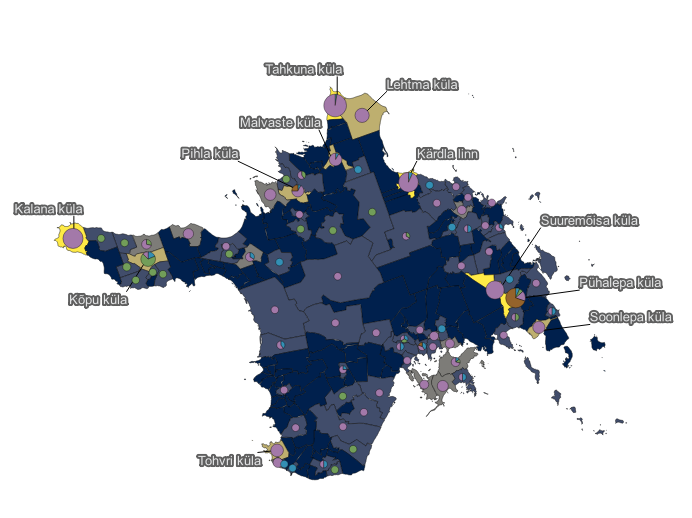 Tahkuna küla
Lehtma küla
Malvaste küla
Pihla küla
Kärdla linn
Kalana küla
Suuremõisa küla
Pühalepa küla
Kõpu küla
Soonlepa küla
Tohvri küla